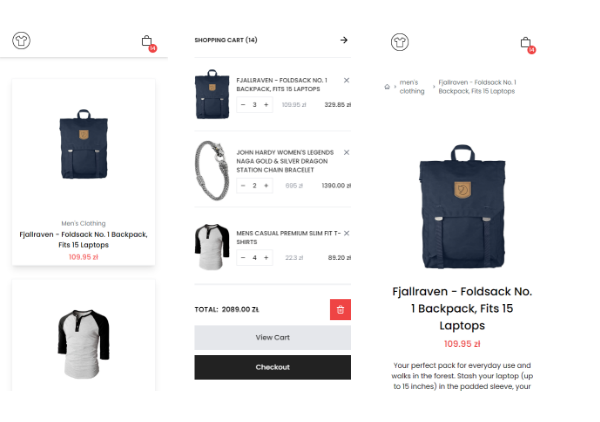 14
Men's Clothing
Fjallraven - Foldsack No. 1 Backpack,
Fits 15 Laptops
109.95 zł
SHOPPING CART (14)
FJALLRAVEN - FOLDSACK NO. 1
BACKPACK, FITS 15 LAPTOPS
- 3 + 109.95 zł 329.85 zł
JOHN HARDY WOMEN'S LEGENDS
NAGA GOLD & SILVER DRAGON
STATION CHAIN BRACELET
- 2 + 695 zł 1390.00 zł
MENS CASUAL PREMIUM SLIM FIT T-
SHIRTS
- 4 + 22.3 zł 89.20 zł
TOTAL: 2089.00 ZŁ
View Cart
Checkout
14
men's
clothing
Fjallraven - Foldsack No. 1
Backpack, Fits 15 Laptops
Fjallraven - Foldsack No.
1 Backpack, Fits 15
Laptops
109.95 zł
Your perfect pack for everyday use and
walks in the forest. Stash your laptop (up
to 15 inches) in the padded sleeve, your